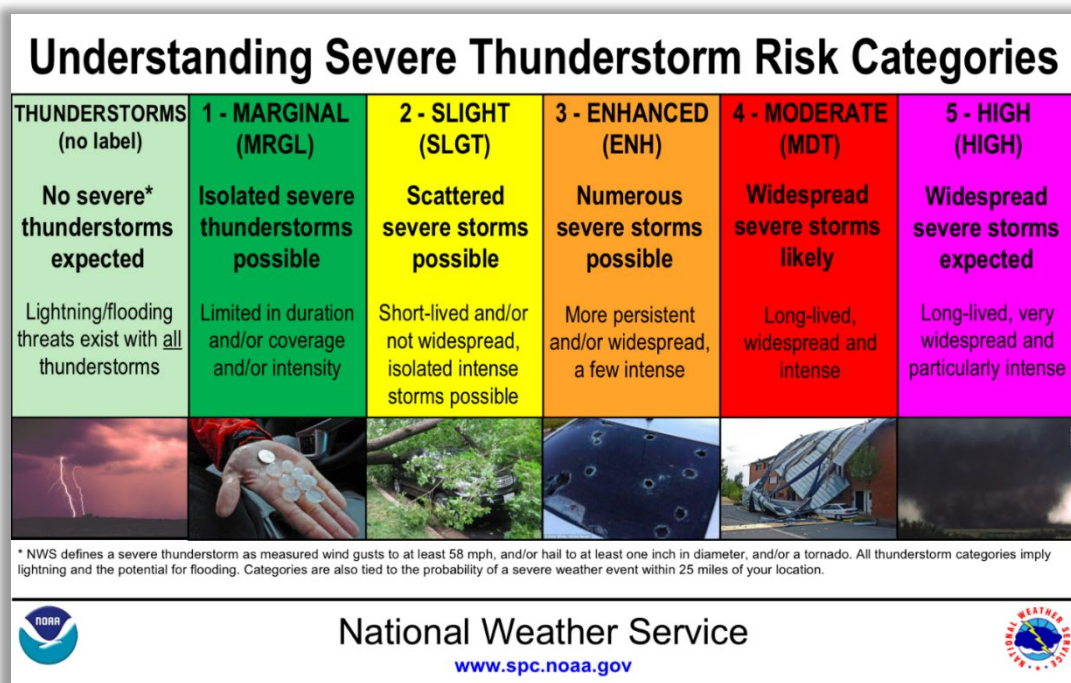 Understanding Severe Thunderstorm Risk Categories
THUNDERSTORMS
(no label)
No severe*
thunderstorms
expected
Lightning/flooding
threats exist with all
thunderstorms
1 - MARGINAL
(MRGL)
Isolated severe
thunderstorms
possible
Limited in duration
and/or coverage
and/or intensity
2 - SLIGHT
(SLGT)
Scattered
severe storms
possible
Short-lived and/or
not widespread,
isolated intense
storms possible
3 - ENHANCED
(ENH)
Numerous
severe storms
possible
More persistent
and/or widespread,
a few intense
4 - MODERATE
(MDT)
Widespread
severe storms
likely
Long-lived,
widespread and
intense
5 - HIGH
(HIGH)
Widespread
severe storms
expected
Long-lived, very
widespread and
particularly intense
* NWS defines a severe thunderstorm as measured wind gusts to at least 58 mph, and/or hail to at least one inch in diameter, and/or a tornado. All thunderstorm categories imply
lightning and the potential for flooding. Categories are also tied to the probability of a severe weather event within 25 miles of your location.
NOAA
National Weather Service
www.spc.noaa.gov
NATIONAL WEATHER SERVICE